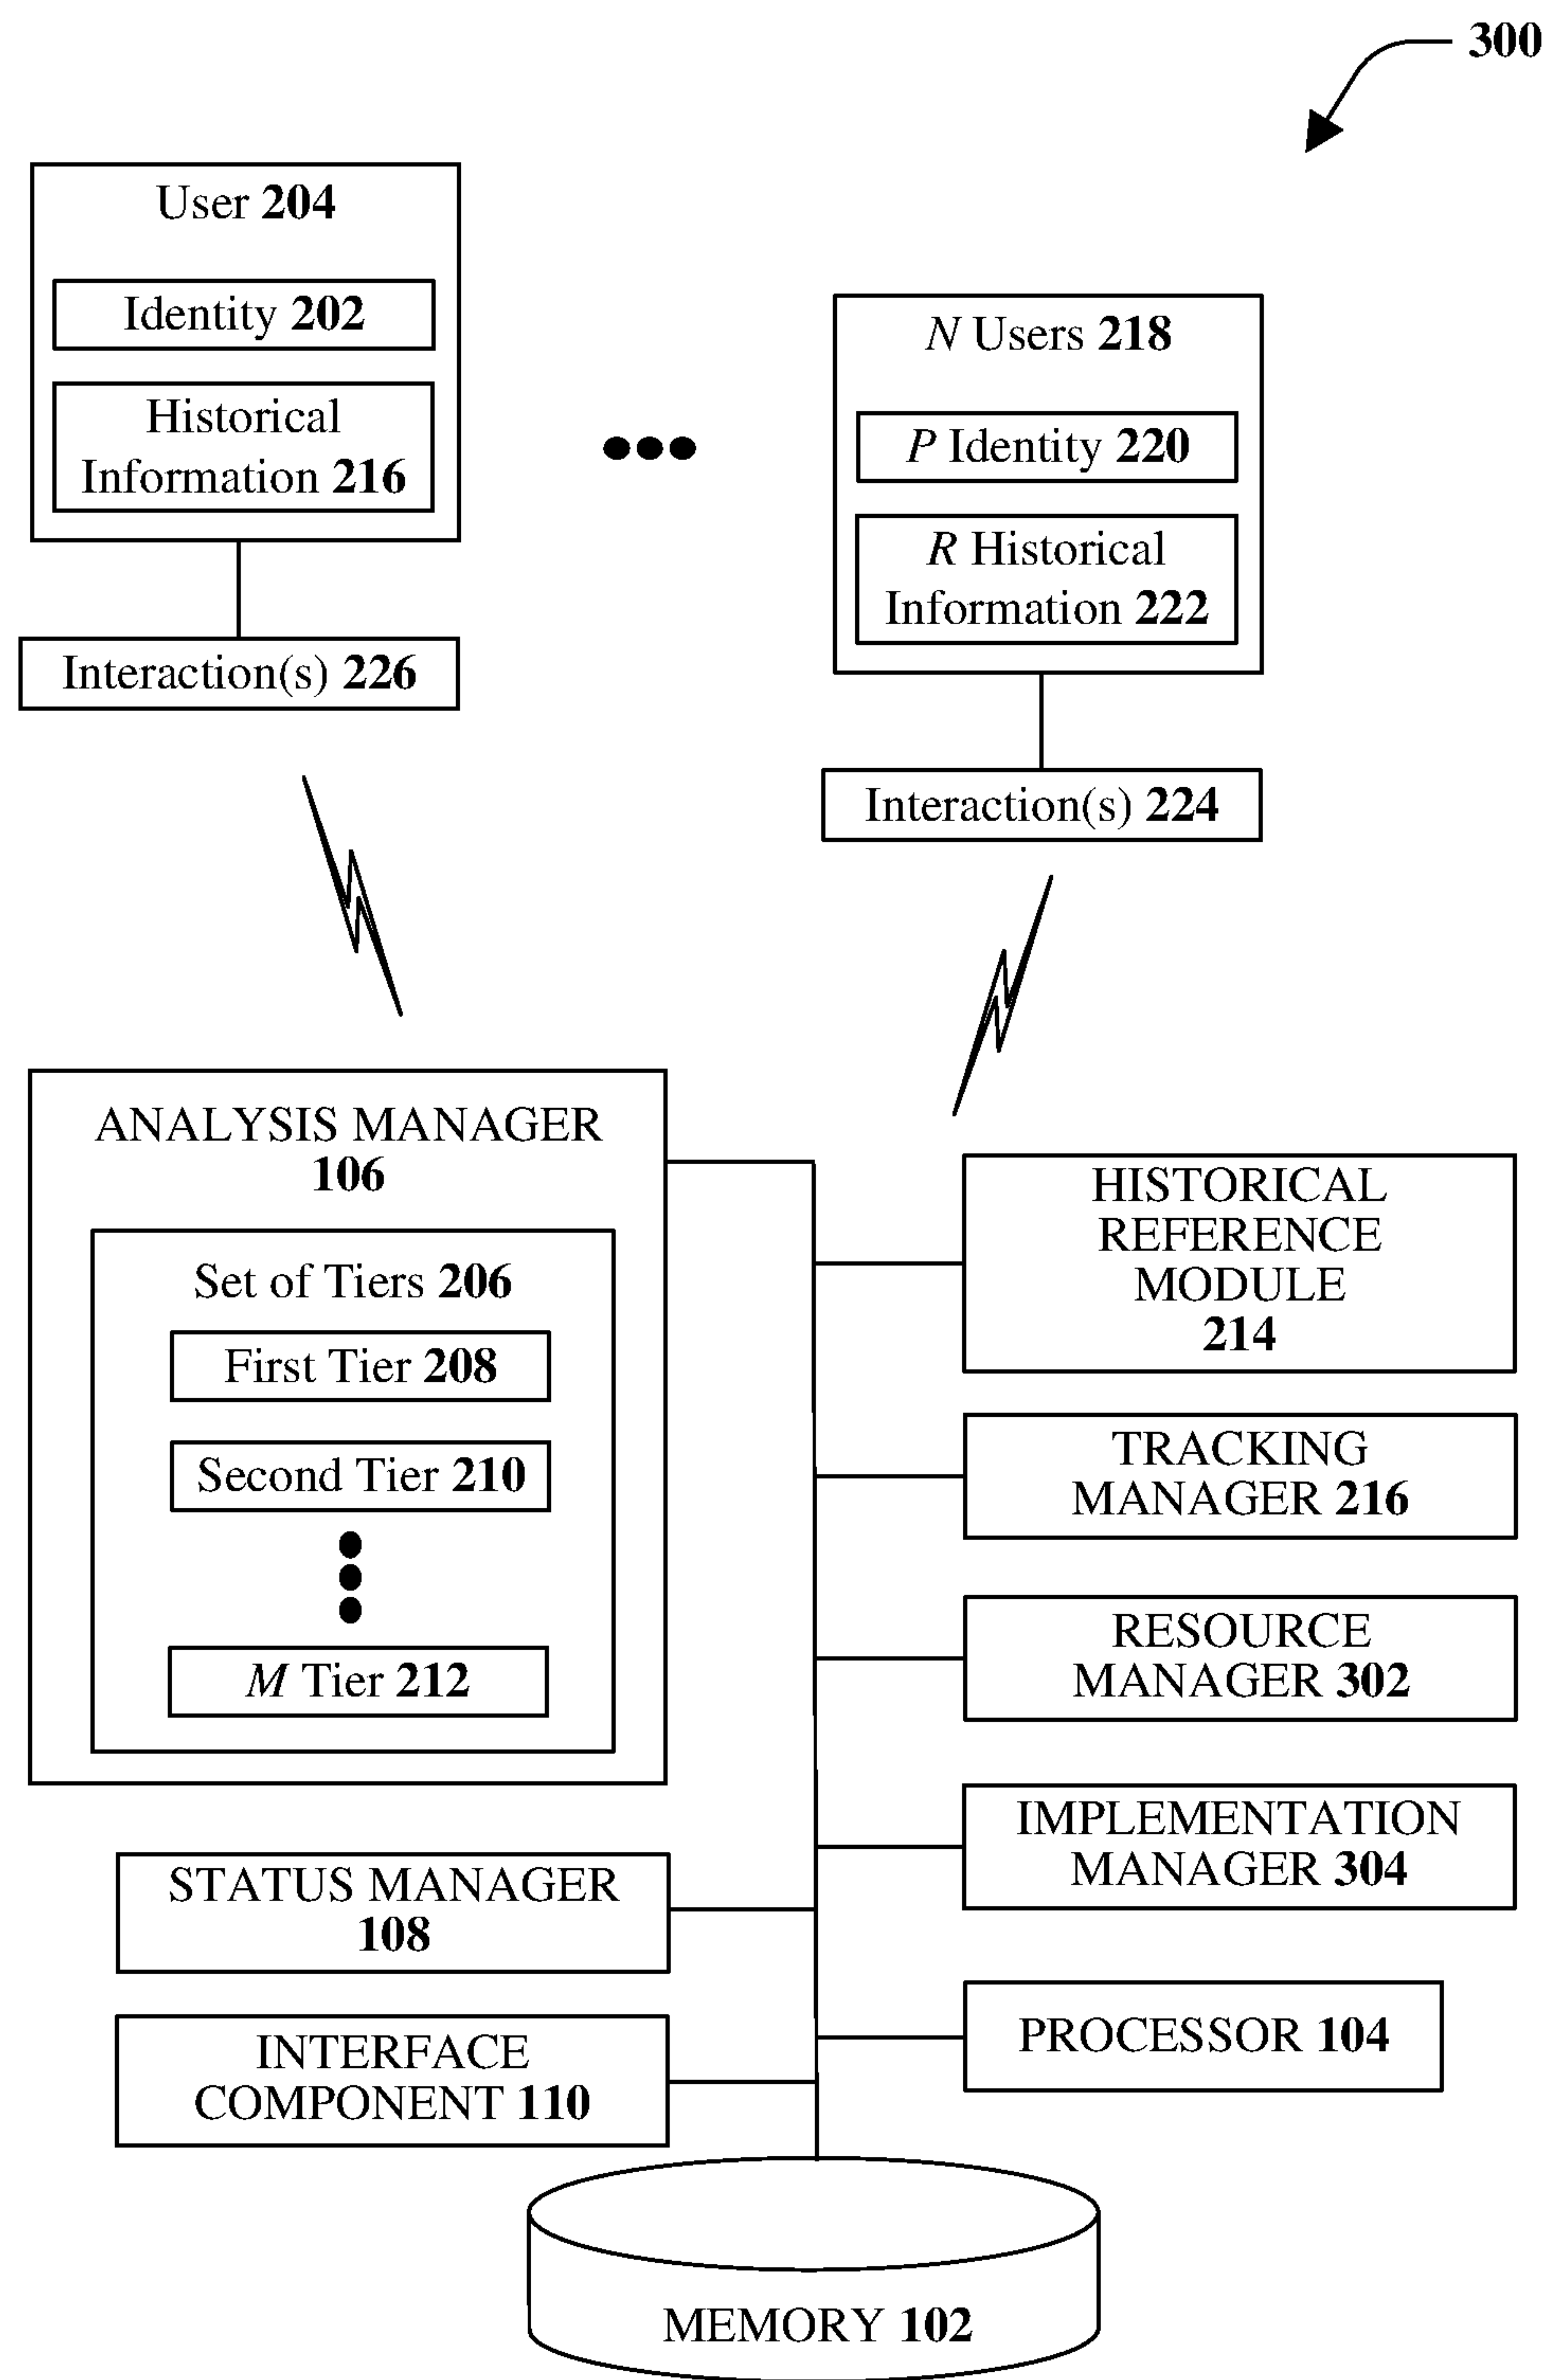 300
User 204
Identity 202
Historical
Information 216
Interaction(s) 226
N Users 218
P Identity 220
R Historical
Information 222
Interaction(s) 224
ANALYSIS MANAGER
106
Set of Tiers 206
First Tier 208
Second Tier 210
M Tier 212
HISTORICAL
REFERENCE
MODULE
214
TRACKING
MANAGER 216
RESOURCE
MANAGER 302
IMPLEMENTATION
MANAGER 304
STATUS MANAGER
108
PROCESSOR 104
INTERFACE
COMPONENT 110
MEMORY 102